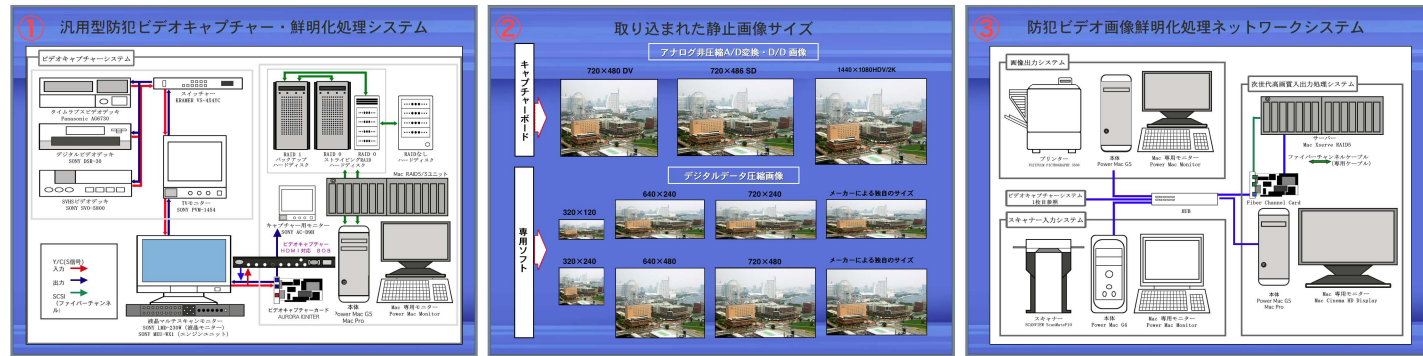 ① 汎用型防犯ビデオキャプチャー・鮮明化処理システム
ビデオキャプチャーシステム
スイッチャー
KRAMER VS-4X4YC
タイムラプスビデオデッキ
Panasonic AG6730
デジタルビデオデッキ
SONY DSR-30
SVHSビデオデッキ
SONY SVO-5800
TVモニター
SONY PVM-14S4
RAID 1
バックアップ
ハードディスク
RAID 0
ストライピング
ハードディスク
RAID 0
RAID
RAIDなし
ハードディスク
Mac RAID5/3ユニット
キャプチャー用モニター
ビデオキャプチャー
HDMI対応 BOB
Y/C(S信号)
入力
出力
SCSI
(ファイバーチャンネル)
液晶マルチスキャンモニター
SONY LMD-230W (液晶モニター)
SONY MEU-WX1 (エンジンユニット)
ビデオキャプチャーカード
AURORA IGNITER
本体
Power Mac G5
Mac Pro
Mac 専用モニター
Power Mac Monitor
② 取り込まれた静止画像サイズ
アナログ非圧縮A/D変換・D/D 画像
キャプチャーボード
720×480 DV
720×486 SD
1440×1080HDV/2K
デジタルデータ圧縮画像
専用ソフト
320×120
640×240
720×240
メーカーによる独自のサイズ
320×240
640×480
720×480
メーカーによる独自のサイズ
③ 防犯ビデオ画像鮮明化処理ネットワークシステム
画像出力システム
プリンター
本体
Power Mac G5
Mac 専用モニター
Power Mac Monitor
次世代高画質入出力処理システム
サーバー
Mac Xserve RAID6
ファイバーチャンネルケーブル
(専用ケーブル)
Fiber Channel Card
ビデオキャプチャーシステム
1枚目参照
HUB
スキャナー入力システム
スキャナー
本体
Power Mac G4
Mac 専用モニター
Power Mac Monitor
本体
Power Mac G5
Mac Pro
Mac 専用モニター
Mac Cinema HD Display